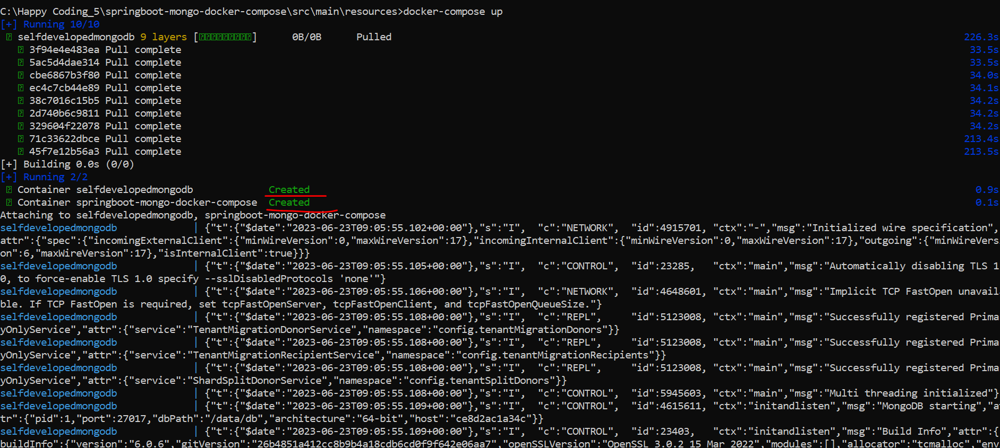 C:\Happy Coding_5\springboot-mongo-docker-compose\src\main\resources>docker-compose up
[+] Running 10/10
selfdevelopedmongodb 9 layers [] 0B/0B Pulled 226.3s
3f94e4e483ea Pull complete 33.5s
5ac5d4dae314 Pull complete 33.5s
cbe6867b3f80 Pull complete 34.0s
ec4c7cb44e89 Pull complete 34.1s
38c7016c15b5 Pull complete 34.2s
2d740b6c9811 Pull complete 34.2s
329604f22078 Pull complete 34.2s
71c33622dbce Pull complete 213.4s
45f7e12b56a3 Pull complete 213.5s
[+] Building 0.0s (0/0)
[+] Running 2/2
Container selfdevelopedmongodb Created 0.9s
Container springboot-mongo-docker-compose Created 0.1s
Attaching to selfdevelopedmongodb, springboot-mongo-docker-compose
selfdevelopedmongodb | {"t":{"$date":"2023-06-23T09:05:55.102+00:00"},"s":"I", "c":"NETWORK", "id":4915701, "ctx":"-","msg":"Initialized wire specification",
attr":{"spec":{"incomingExternalClient":{"minWireVersion":0,"maxWireVersion":17},"incomingInternalClient":{"minWireVersion":0,"maxWireVersion":17},"outgoing":{"minWireVers
on":6,"maxWireVersion":17},"isInternalClient":true}}}
selfdevelopedmongodb | {"t":{"$date":"2023-06-23T09:05:55.105+00:00"},"s":"I", "c":"CONTROL", "id":23285, "ctx":"main","msg":"Automatically disabling TLS 1
0, to force-enable TLS 1.0 specify --sslDisabledProtocols 'none'"}
selfdevelopedmongodb | {"t":{"$date":"2023-06-23T09:05:55.106+00:00"},"s":"I", "c":"NETWORK", "id":4648601, "ctx":"main","msg":"Implicit TCP FastOpen unavail
ble. If TCP FastOpen is required, set tcpFastOpenServer, tcpFastOpenClient, and tcpFastOpenQueueSize."}
selfdevelopedmongodb | {"t":{"$date":"2023-06-23T09:05:55.108+00:00"},"s":"I", "c":"REPL", "id":5123008, "ctx":"main","msg":"Successfully registered Prima
yOnlyService","attr":{"service":"TenantMigrationDonorService","namespace":"config.tenantMigrationDonors"}}
selfdevelopedmongodb | {"t":{"$date":"2023-06-23T09:05:55.108+00:00"},"s":"I", "c":"REPL", "id":5123008, "ctx":"main","msg":"Successfully registered Prima
yOnlyService","attr":{"service":"TenantMigrationRecipientService","namespace":"config.tenantMigrationRecipients"}}
selfdevelopedmongodb | {"t":{"$date":"2023-06-23T09:05:55.108+00:00"},"s":"I", "c":"REPL", "id":5123008, "ctx":"main","msg":"Successfully registered Prima
yOnlyService","attr":{"service":"ShardSplitDonorService","namespace":"config.tenantSplitDonors"}}
selfdevelopedmongodb | {"t":{"$date":"2023-06-23T09:05:55.108+00:00"},"s":"I", "c":"CONTROL", "id":5945603, "ctx":"main","msg":"Multi threading initialized"}
selfdevelopedmongodb | {"t":{"$date":"2023-06-23T09:05:55.109+00:00"},"s":"I", "c":"CONTROL", "id":4615611, "ctx":"initandlisten","msg":"MongoDB starting","at
tr":{"pid":1,"port":27017,"dbPath":"/data/db","architecture":"64-bit","host":"ce8d2ac1a34c"}}
selfdevelopedmongodb | {"t":{"$date":"2023-06-23T09:05:55.109+00:00"},"s":"I", "c":"CONTROL", "id":23403, "ctx":"initandlisten","msg":"Build Info","attr":{
buildInfo":{"version":"6.0.6","gitVersion":"26b4851a412cc8b9b4a18cdb6cd0f9f642e06aa7","openSSLVersion":"OpenSSL 3.0.2 15 Mar 2022","modules":[],"allocator":"tcmalloc","env